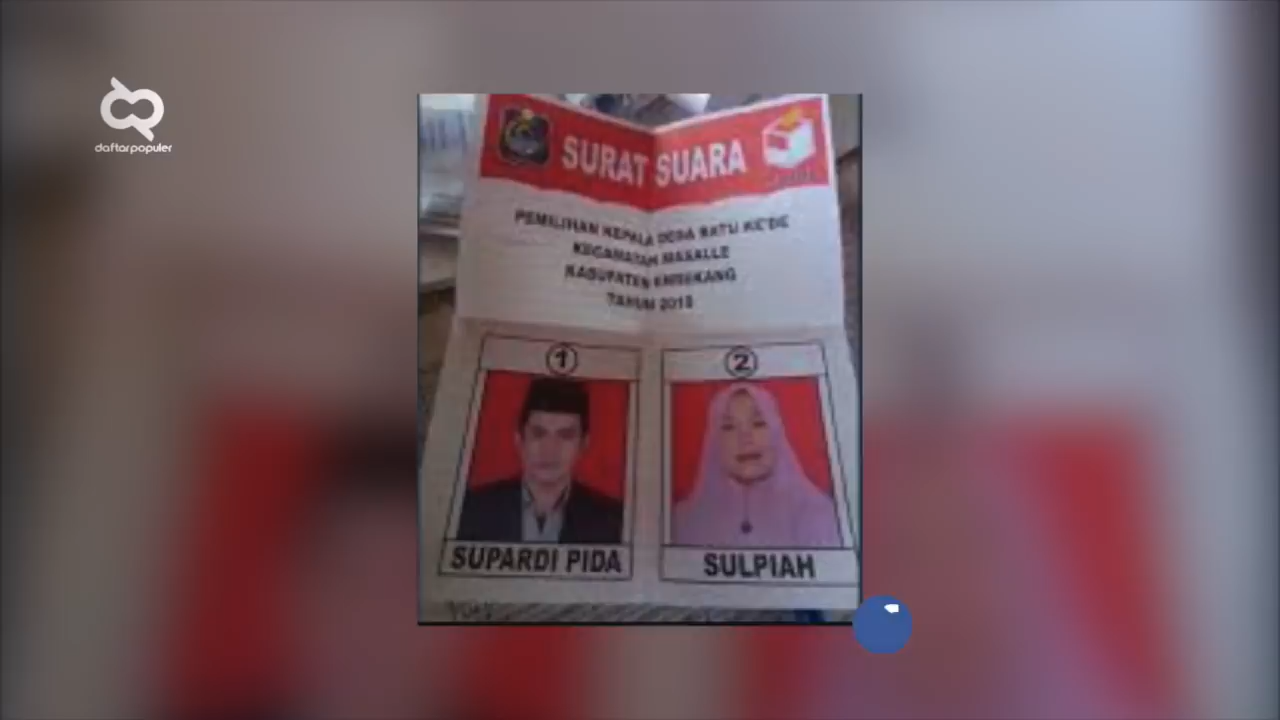 daftarpopuler
SURAT SUARA
PEMILIHAN KEPALA DESA BATU KE'DE
KECAMATAN MASALLE
KABUPATEN ENREKANG
TAHUN 2018
1
2
SUPARDI PIDA
SULPIAH